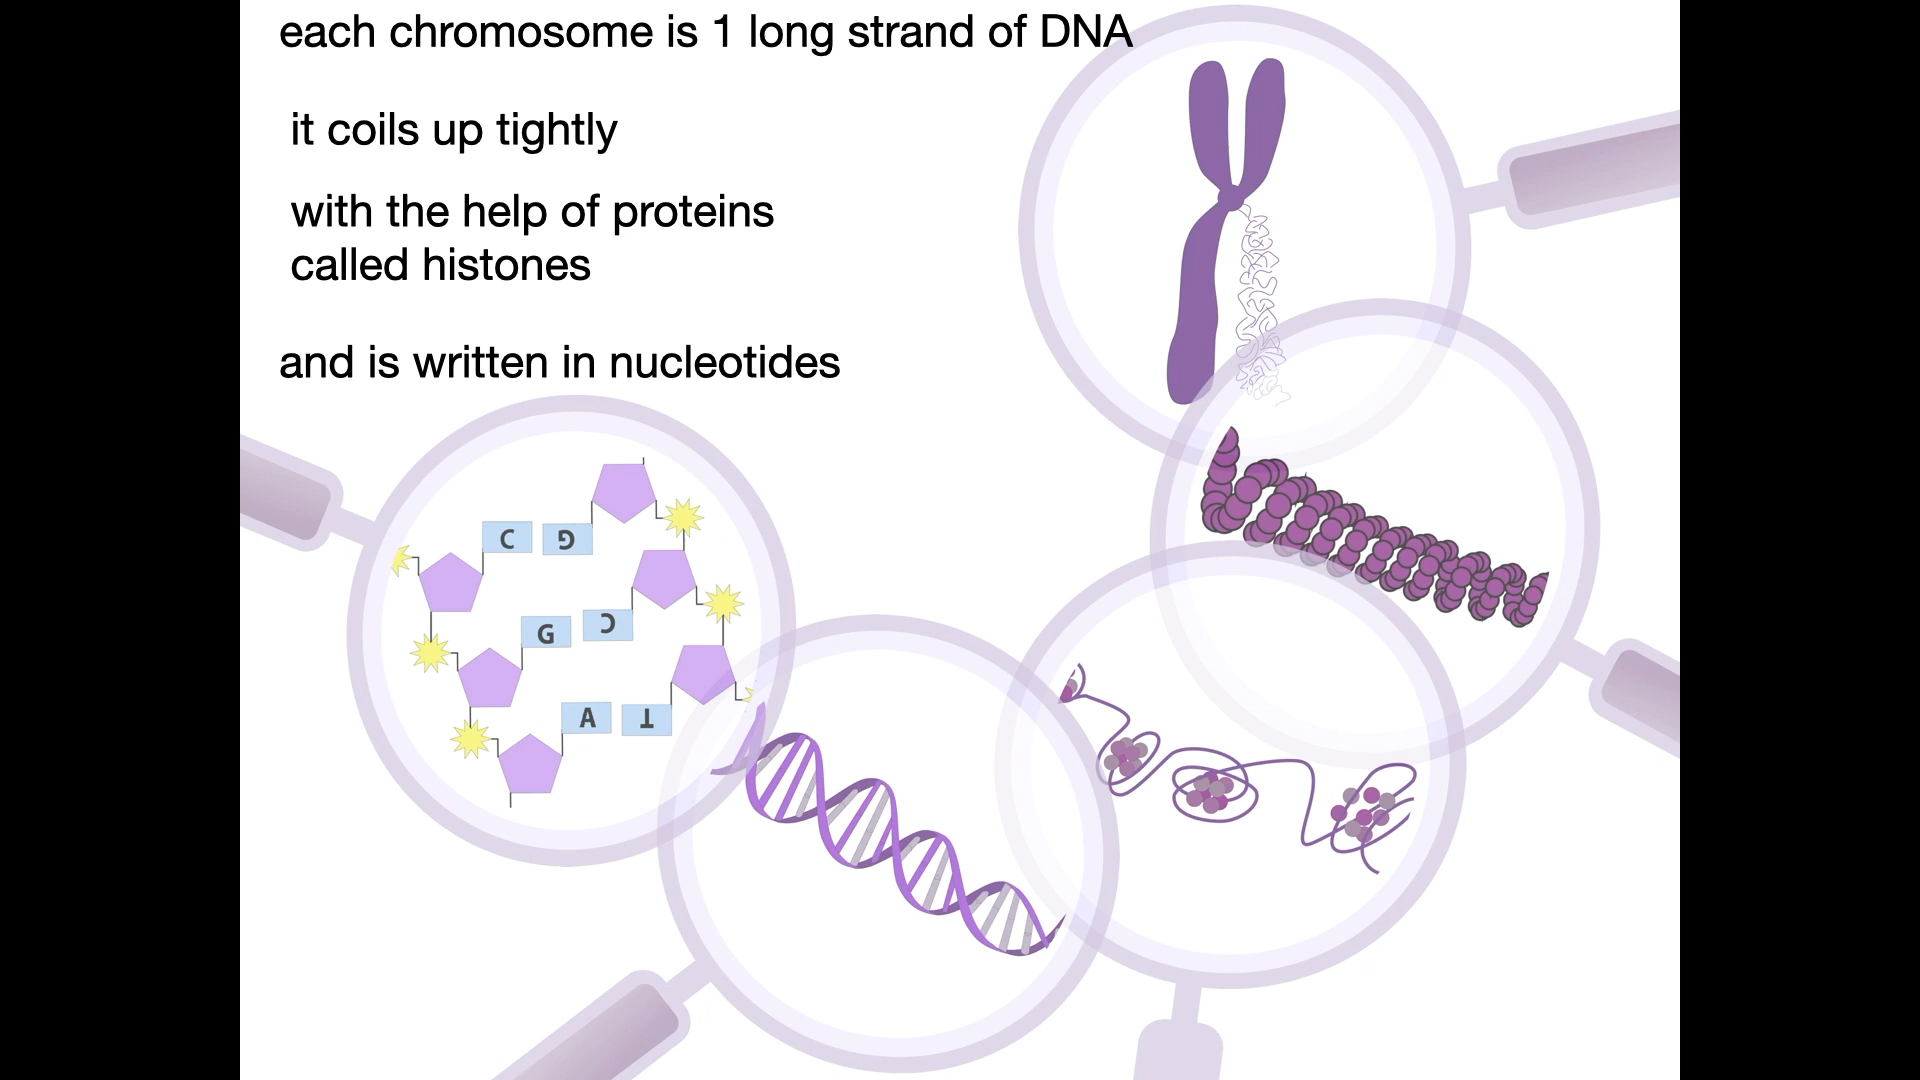 each chromosome is 1 long strand of DNA
it coils up tightly
with the help of proteins
called histones
and is written in nucleotides
C G
G C
A T